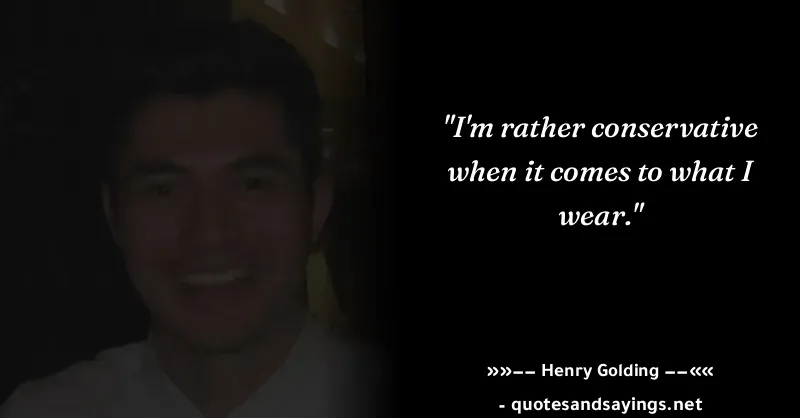 "I'm rather conservative
when it comes to what I
wear."
»»−− Henry Golding −−««
- quotesandsayings.net